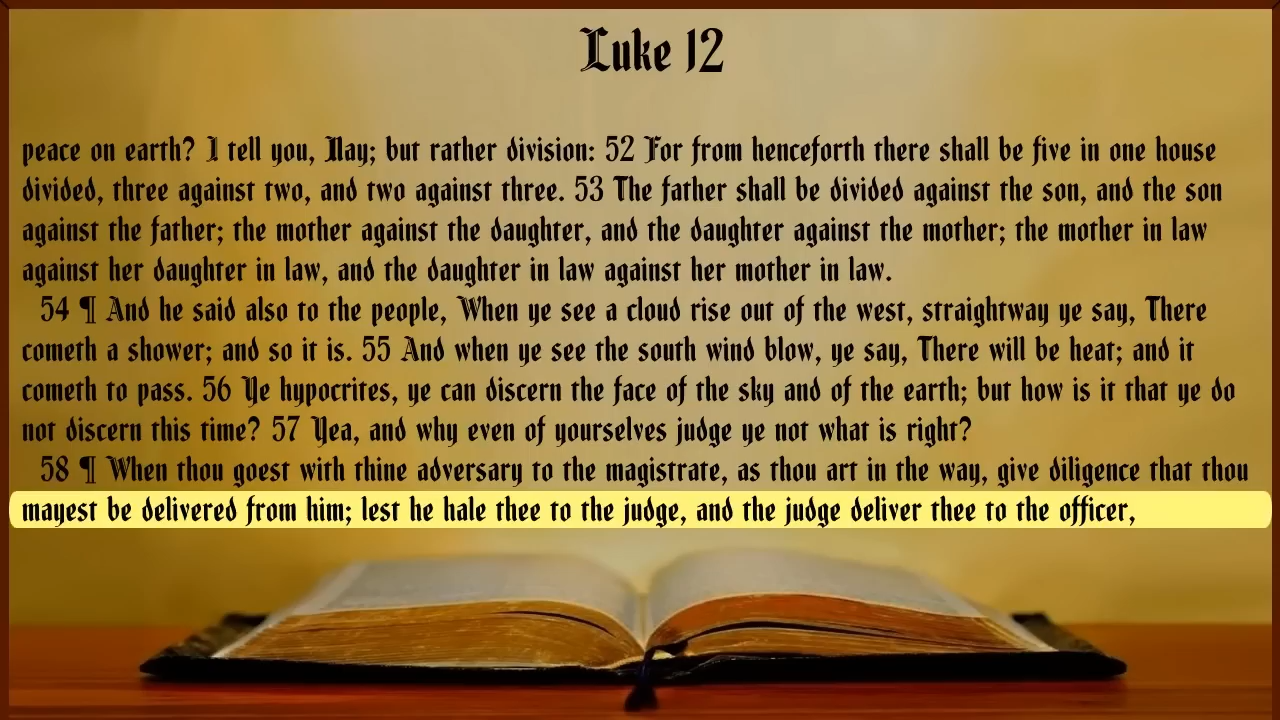 Luke 12
peace on earth? I tell you, Nay; but rather division: 52 For from henceforth there shall be five in one house
divided, three against two, and two against three. 53 The father shall be divided against the son, and the son
against the father; the mother against the daughter, and the daughter against the mother; the mother in law
against her daughter in law, and the daughter in law against her mother in law.
54 ¶ And he said also to the people, When ye see a cloud rise out of the west, straightway ye say, There
cometh a shower; and so it is. 55 And when ye see the south wind blow, ye say, There will be heat; and it
cometh to pass. 56 Ye hypocrites, ye can discern the face of the sky and of the earth; but how is it that ye do
not discern this time? 57 Yea, and why even of yourselves judge ye not what is right?
58 ¶ When thou goest with thine adversary to the magistrate, as thou art in the way, give diligence that thou
mayest be delivered from him; lest he hale thee to the judge, and the judge deliver thee to the officer,